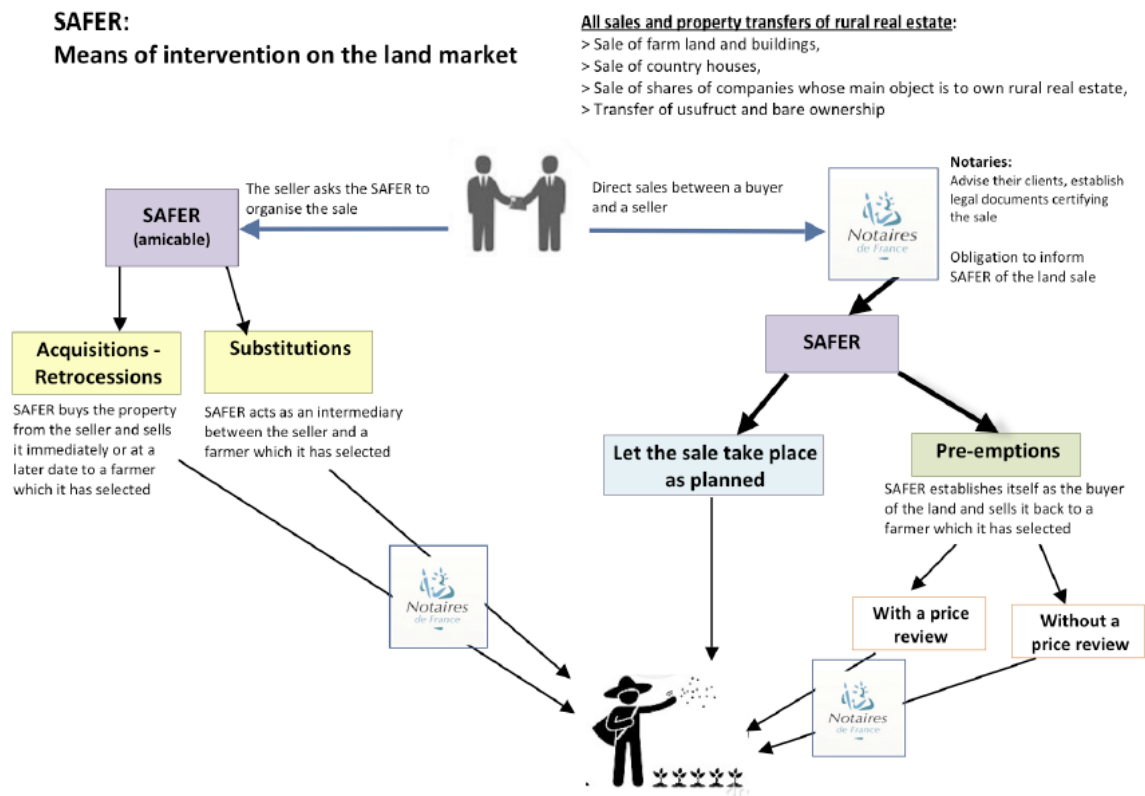 SAFER:
Means of intervention on the land market
All sales and property transfers of rural real estate:
> Sale of farm land and buildings,
> Sale of country houses,
> Sale of shares of companies whose main object is to own rural real estate,
> Transfer of usufruct and bare ownership
SAFER
(amicable)
The seller asks the SAFER to
organise the sale
Direct sales between a buyer
and a seller
Notaires
de France
Notaries:
Advise their clients, establish
legal documents certifying
the sale
Obligation to inform
SAFER of the land sale
SAFER
Acquisitions -
Retrocessions
SAFER buys the property
from the seller and sells
it immediately or at a
later date to a farmer
which it has selected
Substitutions
SAFER acts as an intermediary
between the seller and a
farmer which it has selected
Let the sale take place
as planned
Pre-emptions
SAFER establishes itself as the buyer
of the land and sells it back to a
farmer which it has selected
With a price
review
Without a
price review
Notaires
de France
Notaires
de France